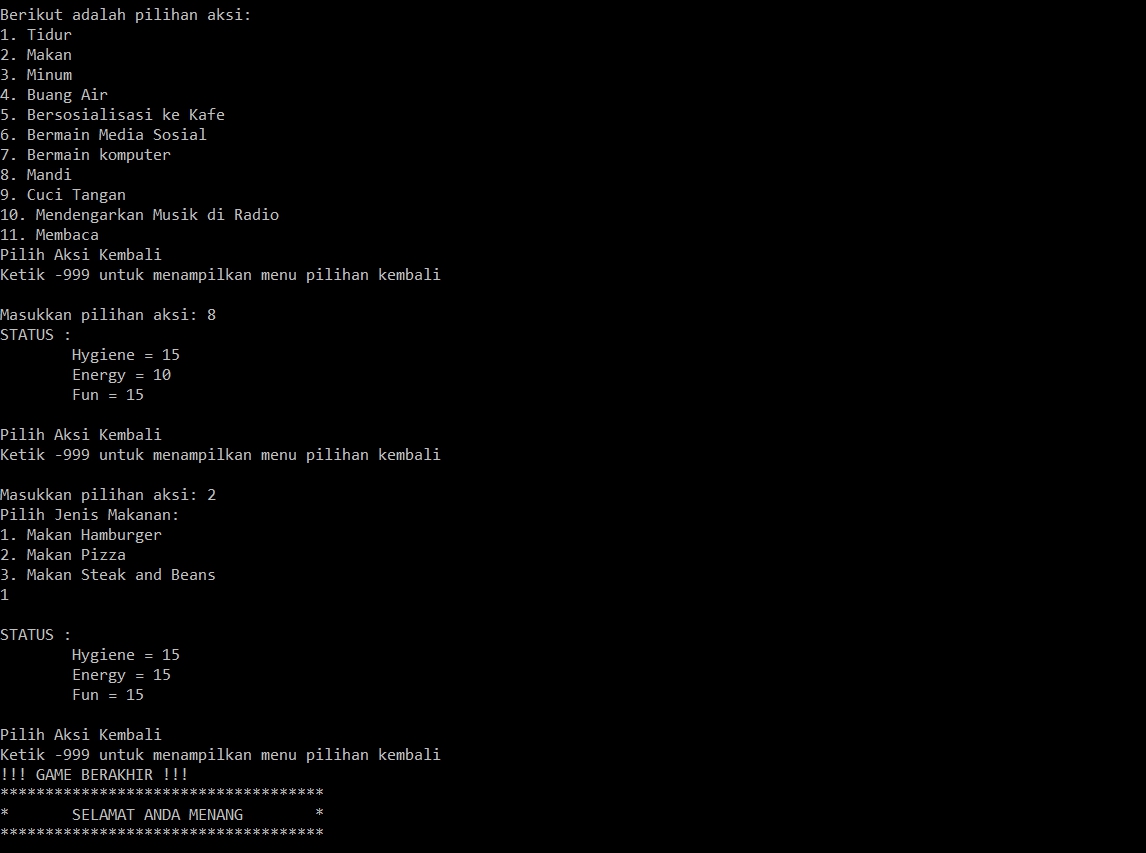 Berikut adalah pilihan aksi:
1. Tidur
2. Makan
3. Minum
4. Buang Air
5. Bersosialisasi ke Kafe
6. Bermain Media Sosial
7. Bermain komputer
8. Mandi
9. Cuci Tangan
10. Mendengarkan Musik di Radio
11. Membaca
Pilih Aksi Kembali
Ketik -999 untuk menampilkan menu pilihan kembali

Masukkan pilihan aksi: 8
STATUS :
        Hygiene = 15
        Energy = 10
        Fun = 15

Pilih Aksi Kembali
Ketik -999 untuk menampilkan menu pilihan kembali

Masukkan pilihan aksi: 2
Pilih Jenis Makanan:
1. Makan Hamburger
2. Makan Pizza
3. Makan Steak and Beans
1

STATUS :
        Hygiene = 15
        Energy = 15
        Fun = 15

Pilih Aksi Kembali
Ketik -999 untuk menampilkan menu pilihan kembali
!!! GAME BERAKHIR !!!
************************************
*       SELAMAT ANDA MENANG        *
************************************